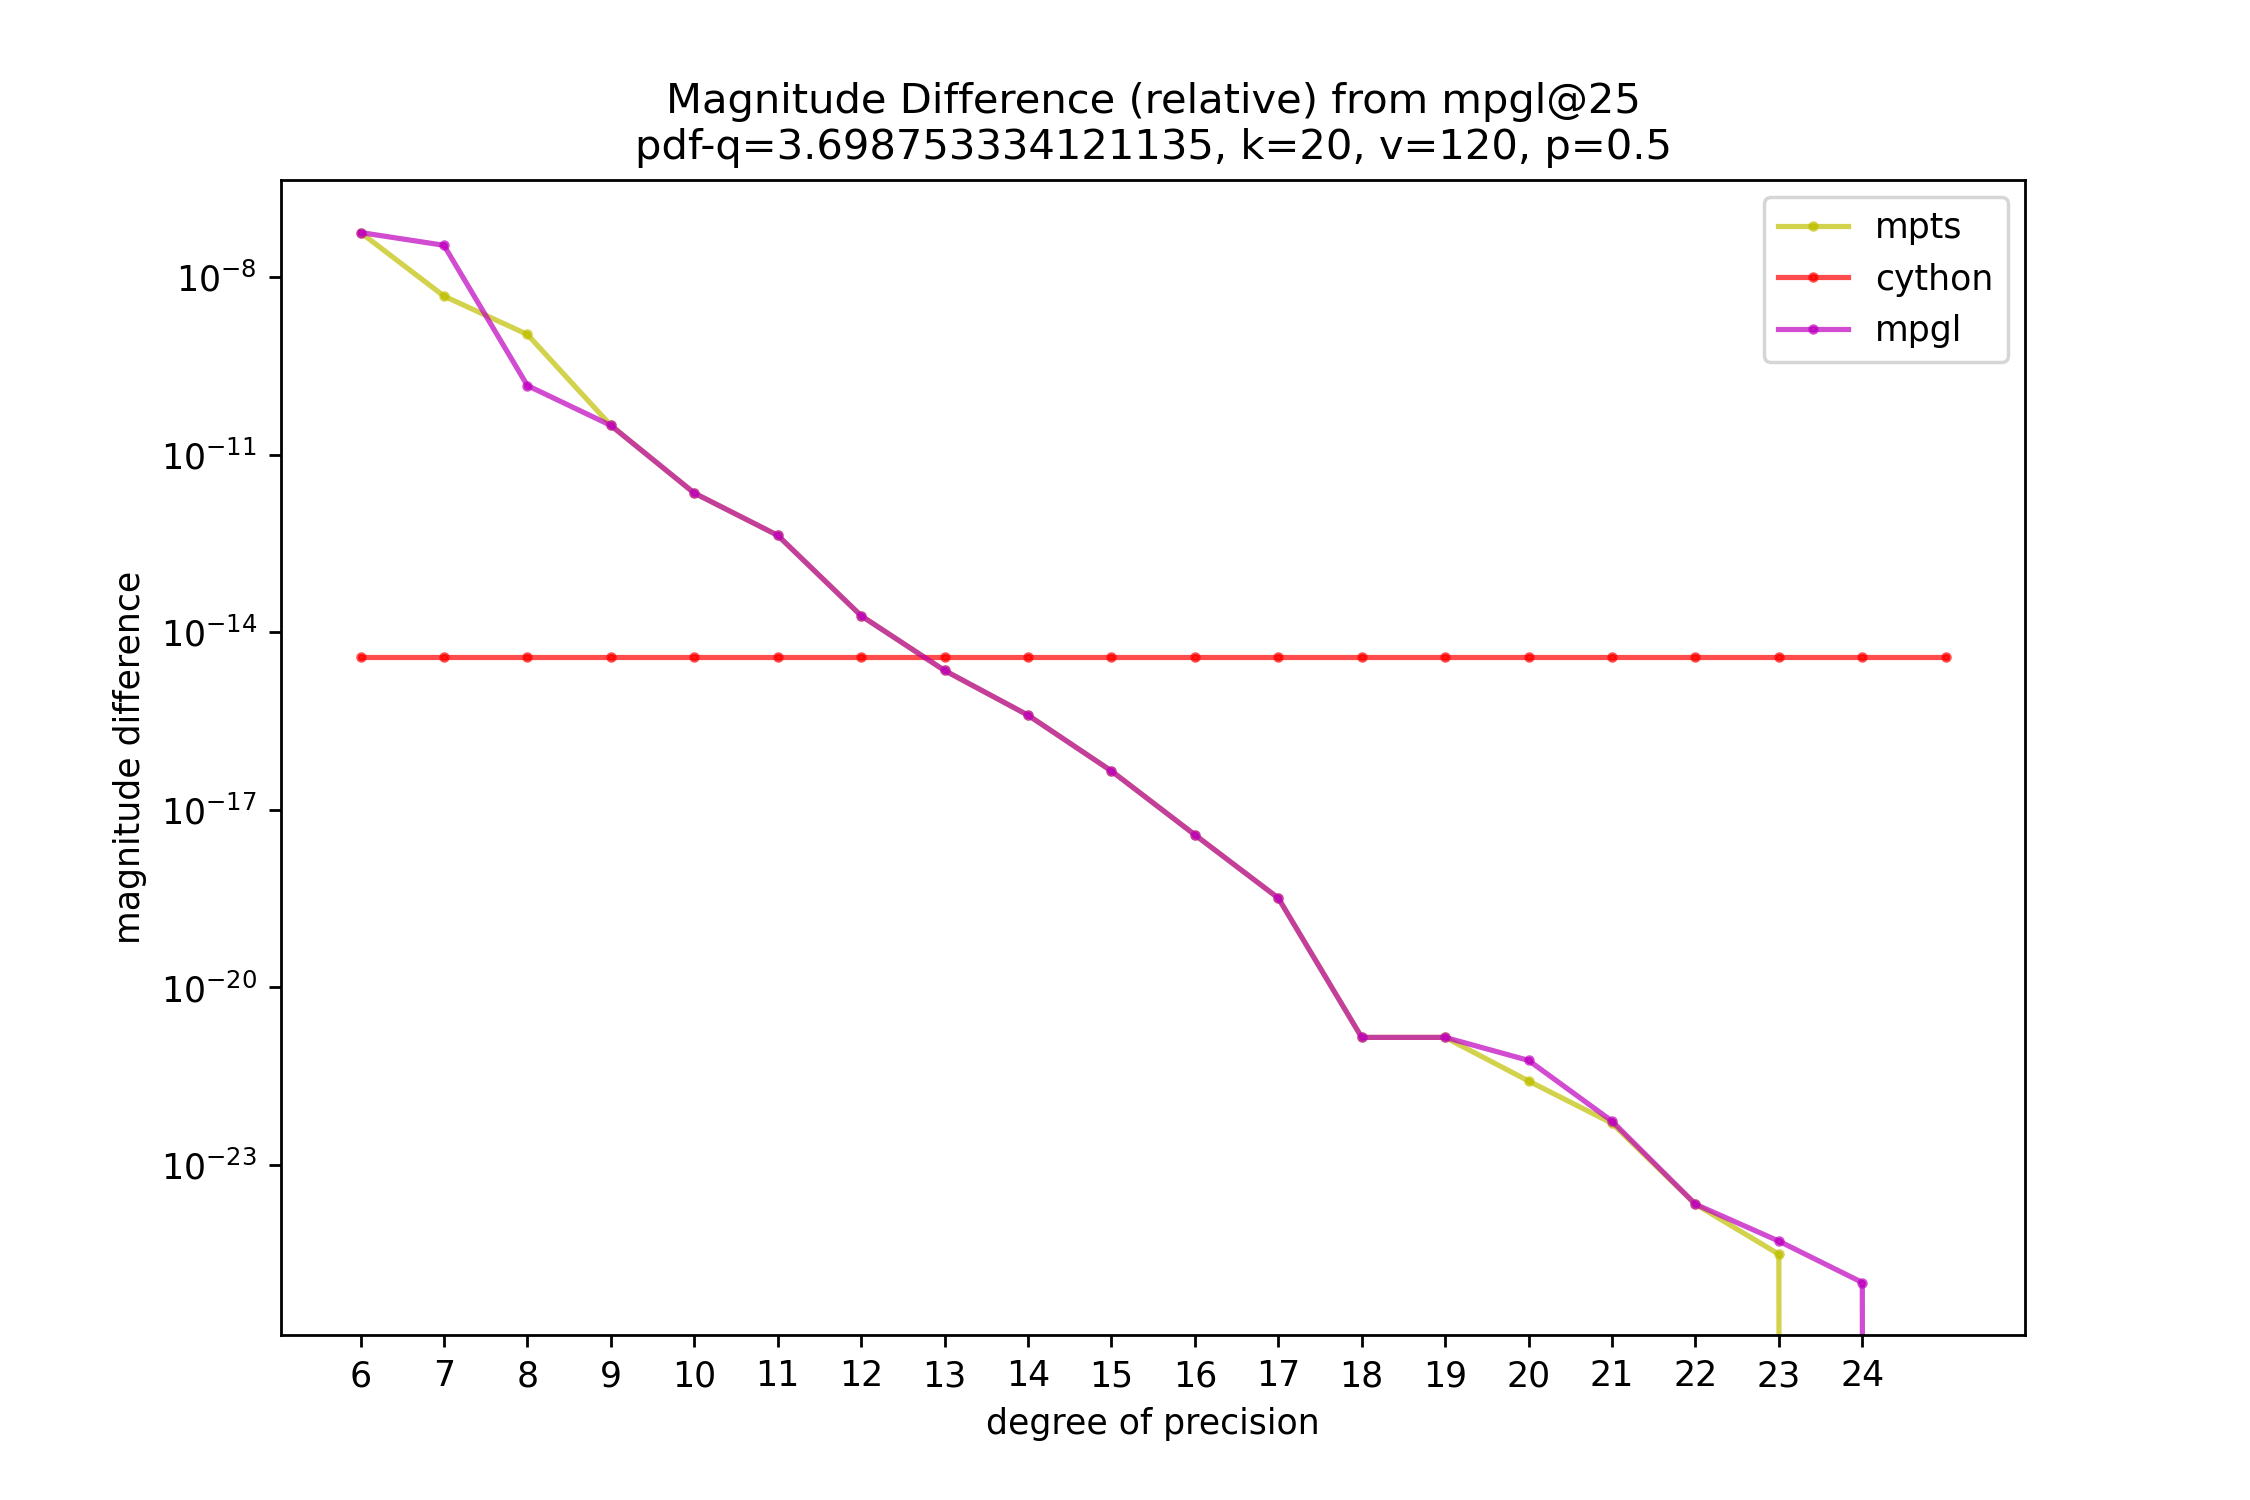 Magnitude Difference (relative) from mpgl@25
pdf-q=3.698753334121135, k=20, v=120, p=0.5
mpts
cython
mpgl
10⁻⁸
10⁻¹¹
10⁻¹⁴
10⁻¹⁷
10⁻²⁰
10⁻²³
magnitude difference
6 7 8 9 10 11 12 13 14 15 16 17 18 19 20 21 22 23 24
degree of precision